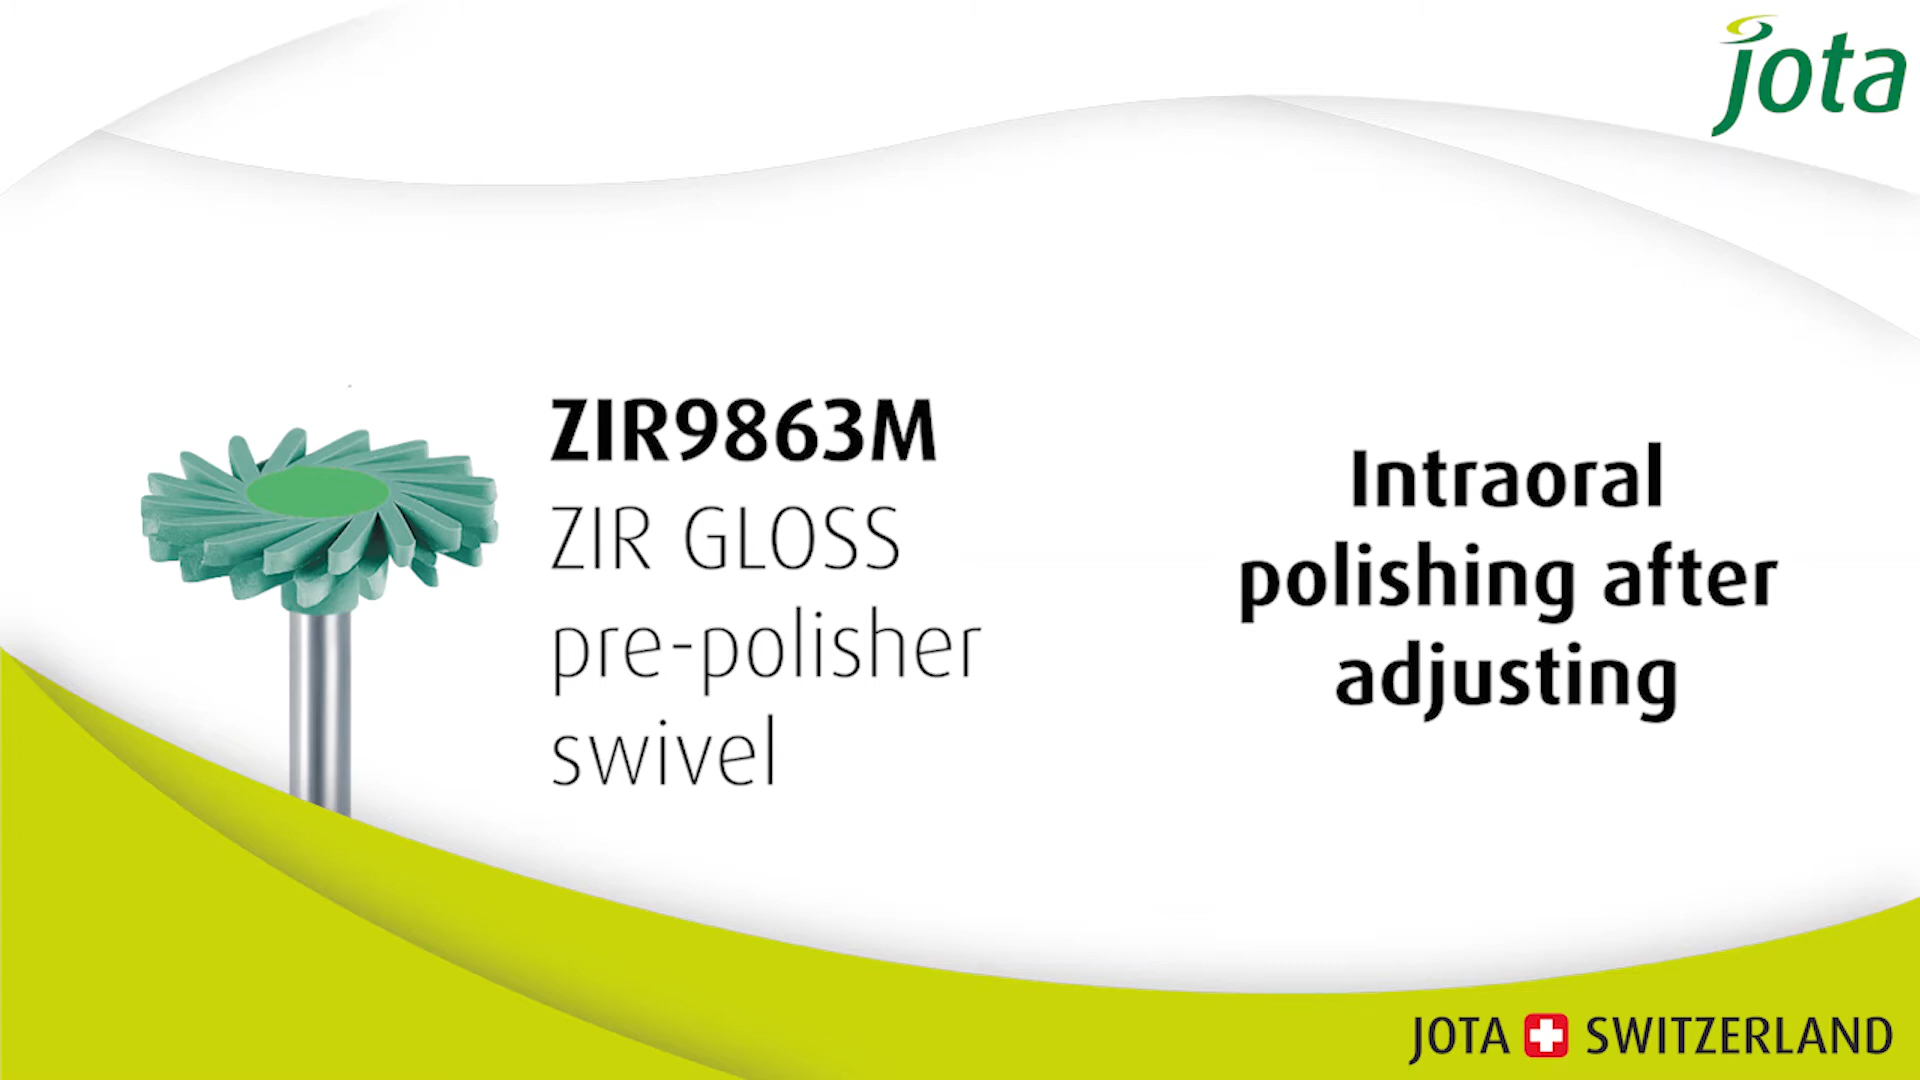 jota
ZIR9863M
ZIR GLOSS
pre-polisher
swivel
Intraoral
polishing after
adjusting
JOTA SWITZERLAND